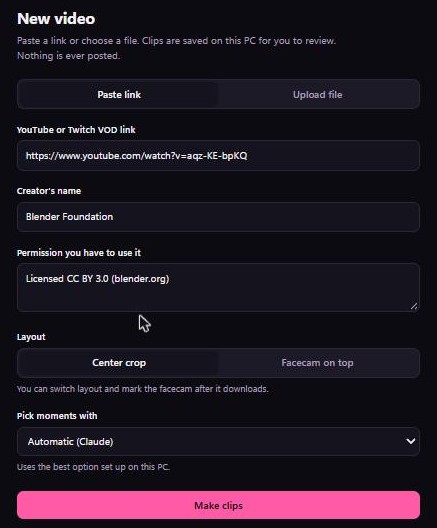 New video
Paste a link or choose a file. Clips are saved on this PC for you to review.
Nothing is ever posted.
Paste link
Upload file
YouTube or Twitch VOD link
https://www.youtube.com/watch?v=aqz-KE-bpKQ
Creator's name
Blender Foundation
Permission you have to use it
Licensed CC BY 3.0 (blender.org)
Layout
Center crop
Facecam on top
You can switch layout and mark the facecam after it downloads.
Pick moments with
Automatic (Claude)
Uses the best option set up on this PC.
Make clips